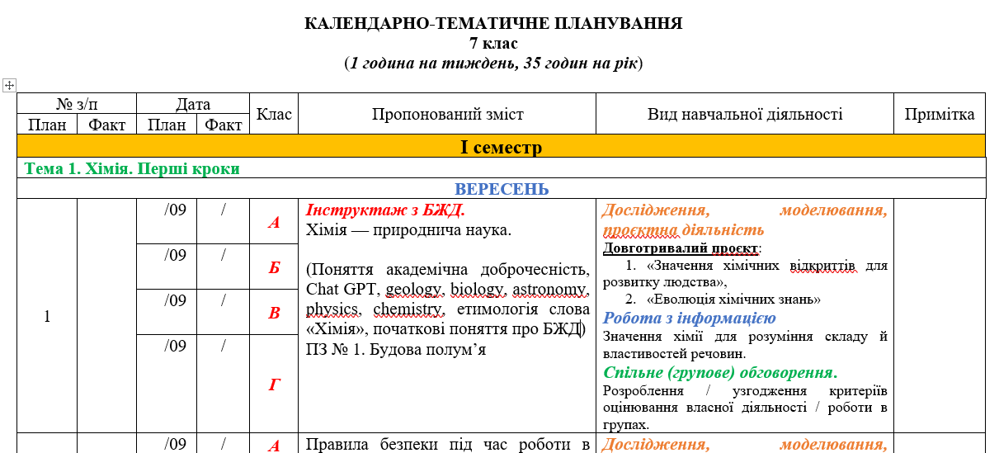 КАЛЕНДАРНО-ТЕМАТИЧНЕ ПЛАНУВАННЯ
7 клас
(1 година на тиждень, 35 годин на рік)
№ з/п Дата Клас Пропонований зміст Вид навчальної діяльності Примітка
План Факт План Факт
І семестр
Тема 1. Хімія. Перші кроки
ВЕРЕСЕНЬ
1
/09 / А
/09 / Б
/09 / В
/09 / Г
Інструктаж з БЖД.
Хімія — природнича наука.
(Поняття академічна доброчесність,
Chat GPT, geology, biology, astronomy,
physics, chemistry, етимологія слова
«Хімія», початкові поняття про БЖД)
ПЗ № 1. Будова полум’я
Дослідження, моделювання,
проєктна діяльність
Довготривалий проєкт:
1. «Значення хімічних відкриттів для
розвитку людства»,
2. «Еволюція хімічних знань»
Робота з інформацією
Значення хімії для розуміння складу й
властивостей речовин.
Спільне (групове) обговорення.
Розроблення / узгодження критеріїв
оцінювання власної діяльності / роботи в
групах.
/09 / А Правила безпеки під час роботи в Дослідження, моделювання,